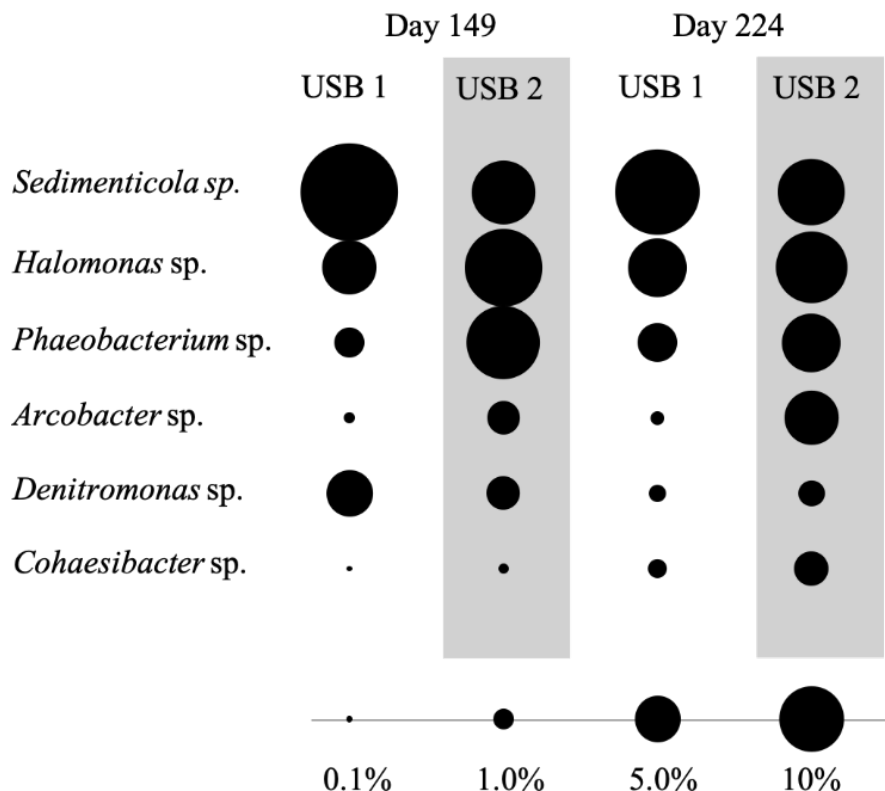 Day 149 Day 224
USB 1 USB 2 USB 1 USB 2
Sedimenticola sp.
Halomonas sp.
Phaeobacterium sp.
Arcobacter sp.
Denitromonas sp.
Cohaesibacter sp.
0.1% 1.0% 5.0% 10%